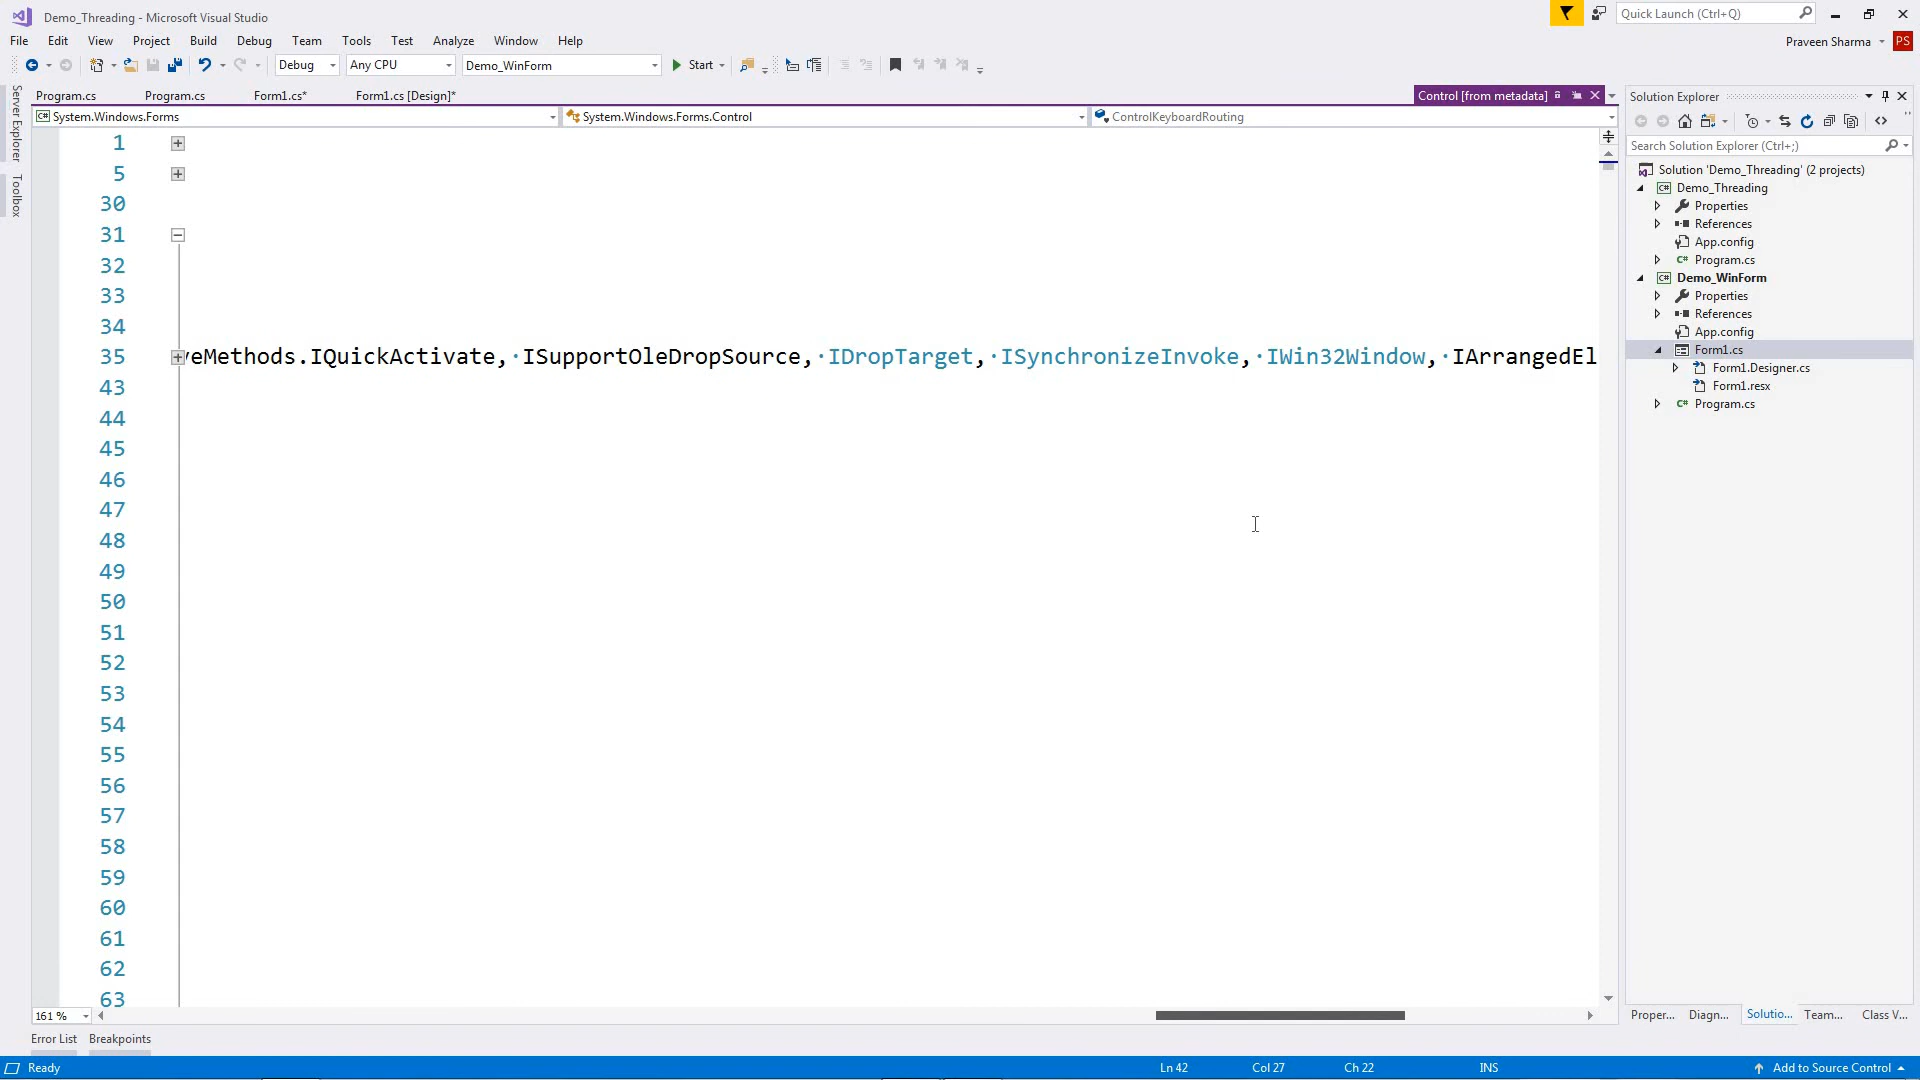 Demo_Threading - Microsoft Visual Studio
Quick Launch (Ctrl+Q)
File Edit View Project Build Debug Team Tools Test Analyze Window Help
Praveen Sharma PS
Debug Any CPU Demo_WinForm Start
Server Explorer
Toolbox
Program.cs Program.cs Form1.cs* Form1.cs [Design]* Control [from metadata]
System.Windows.Forms System.Windows.Forms.Control ControlKeyboardRouting
1
5
30
31
32
33
34
35 veMethods.IQuickActivate, ISupportOleDropSource, IDropTarget, ISynchronizeInvoke, IWin32Window, IArrangedEl
43
44
45
46
47
48
49
50
51
52
53
54
55
56
57
58
59
60
61
62
63
161 %
Solution Explorer
Search Solution Explorer (Ctrl+;)
Solution 'Demo_Threading' (2 projects)
Demo_Threading
Properties
References
App.config
Program.cs
Demo_WinForm
Properties
References
App.config
Form1.cs
Form1.Designer.cs
Form1.resx
Program.cs
Proper... Diagn... Solutio... Team... Class V...
Error List Breakpoints
Ready Ln 42 Col 27 Ch 22 INS Add to Source Control